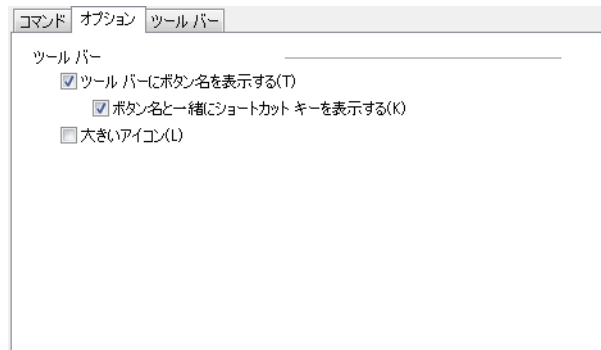 コマンド オプション ツール バー
ツール バー
ツール バーにボタン名を表示する(T)
ボタン名と一緒にショートカット キーを表示する(K)
大きいアイコン(L)